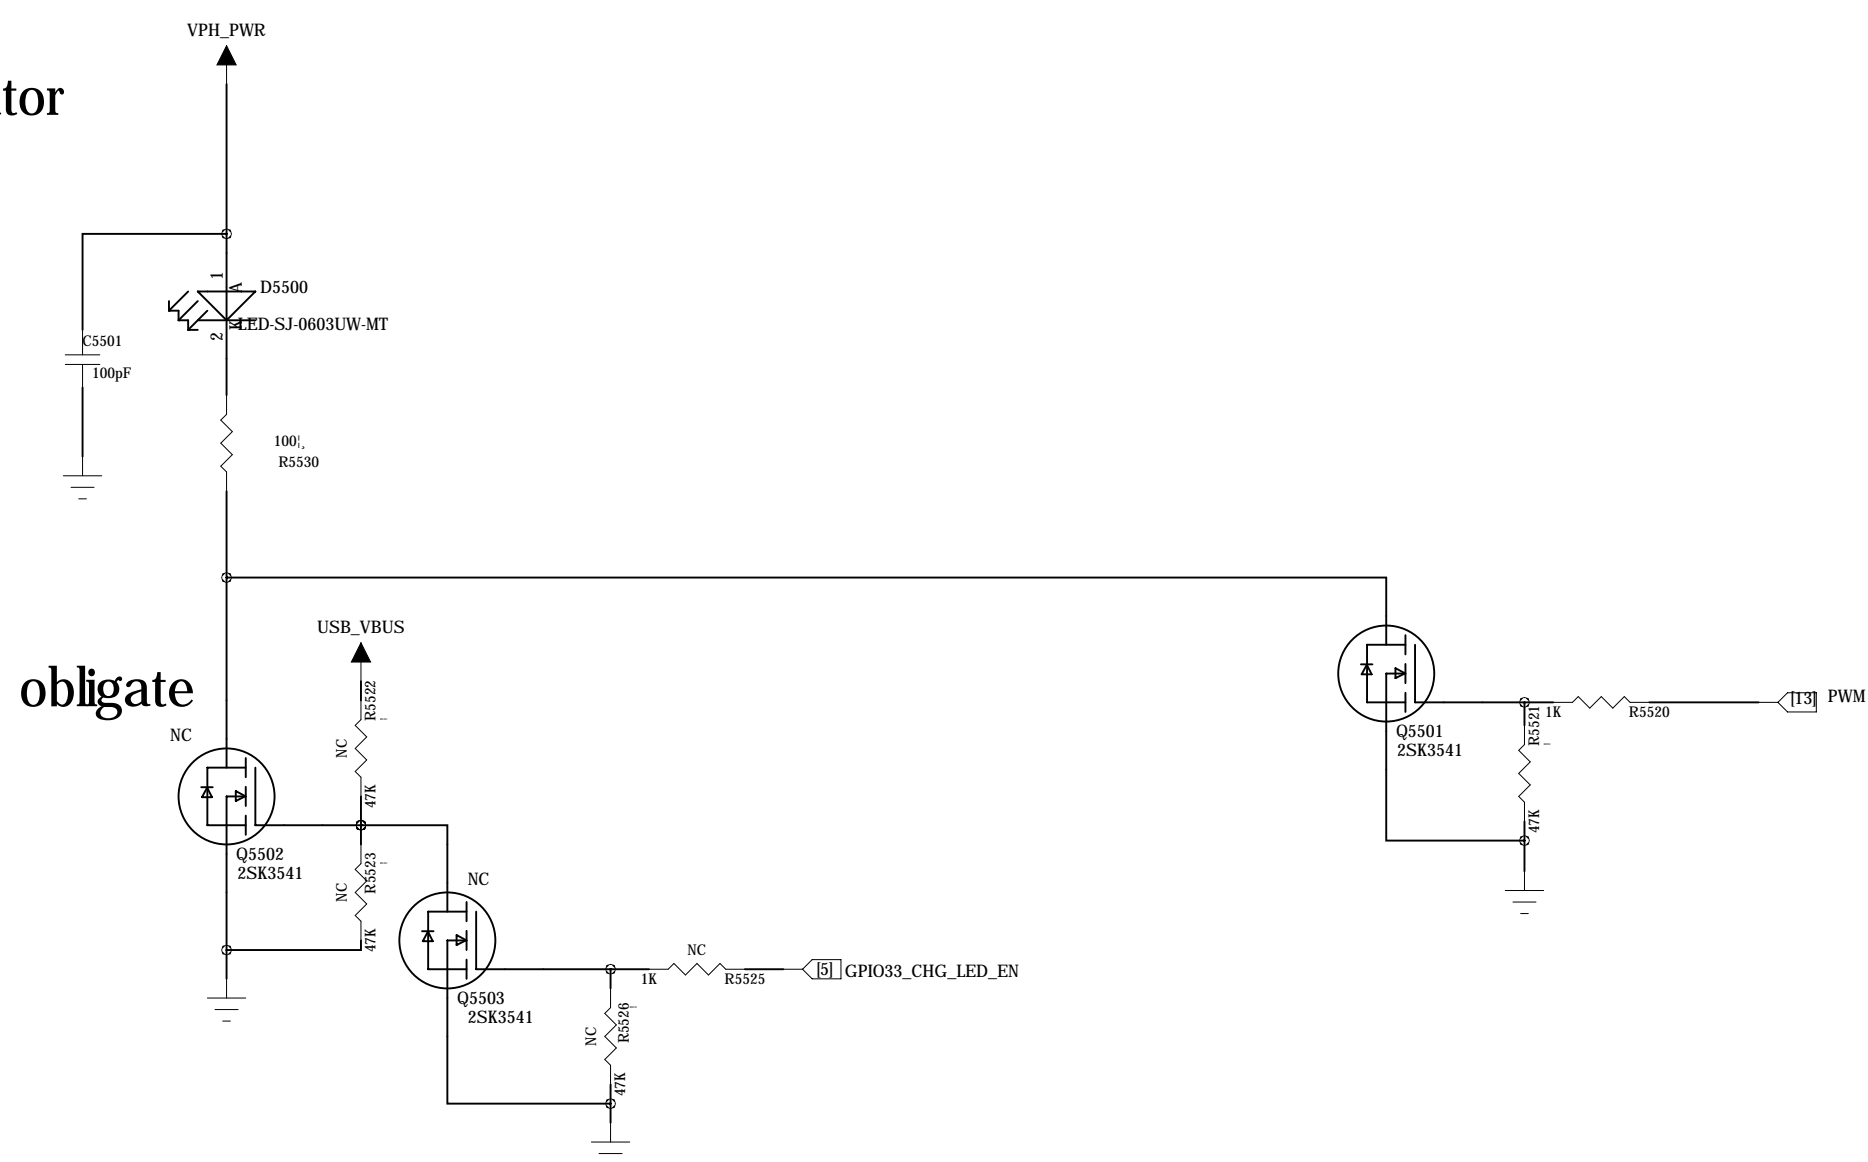 VPH_PWR
tor
1
A
D5500
K
LED-SJ-0603UW-MT
2
C5501
100pF
100¦¸
R5530
USB_VBUS
obligate
R5522
NC
NC
47K
Q5502
2SK3541
R5523
NC
47K
NC
Q5503
2SK3541
NC
1K
R5525
[5]
GPIO33_CHG_LED_EN
R5526
NC
47K
Q5501
2SK3541
R5521
1K
R5520
[13]
PWM
47K